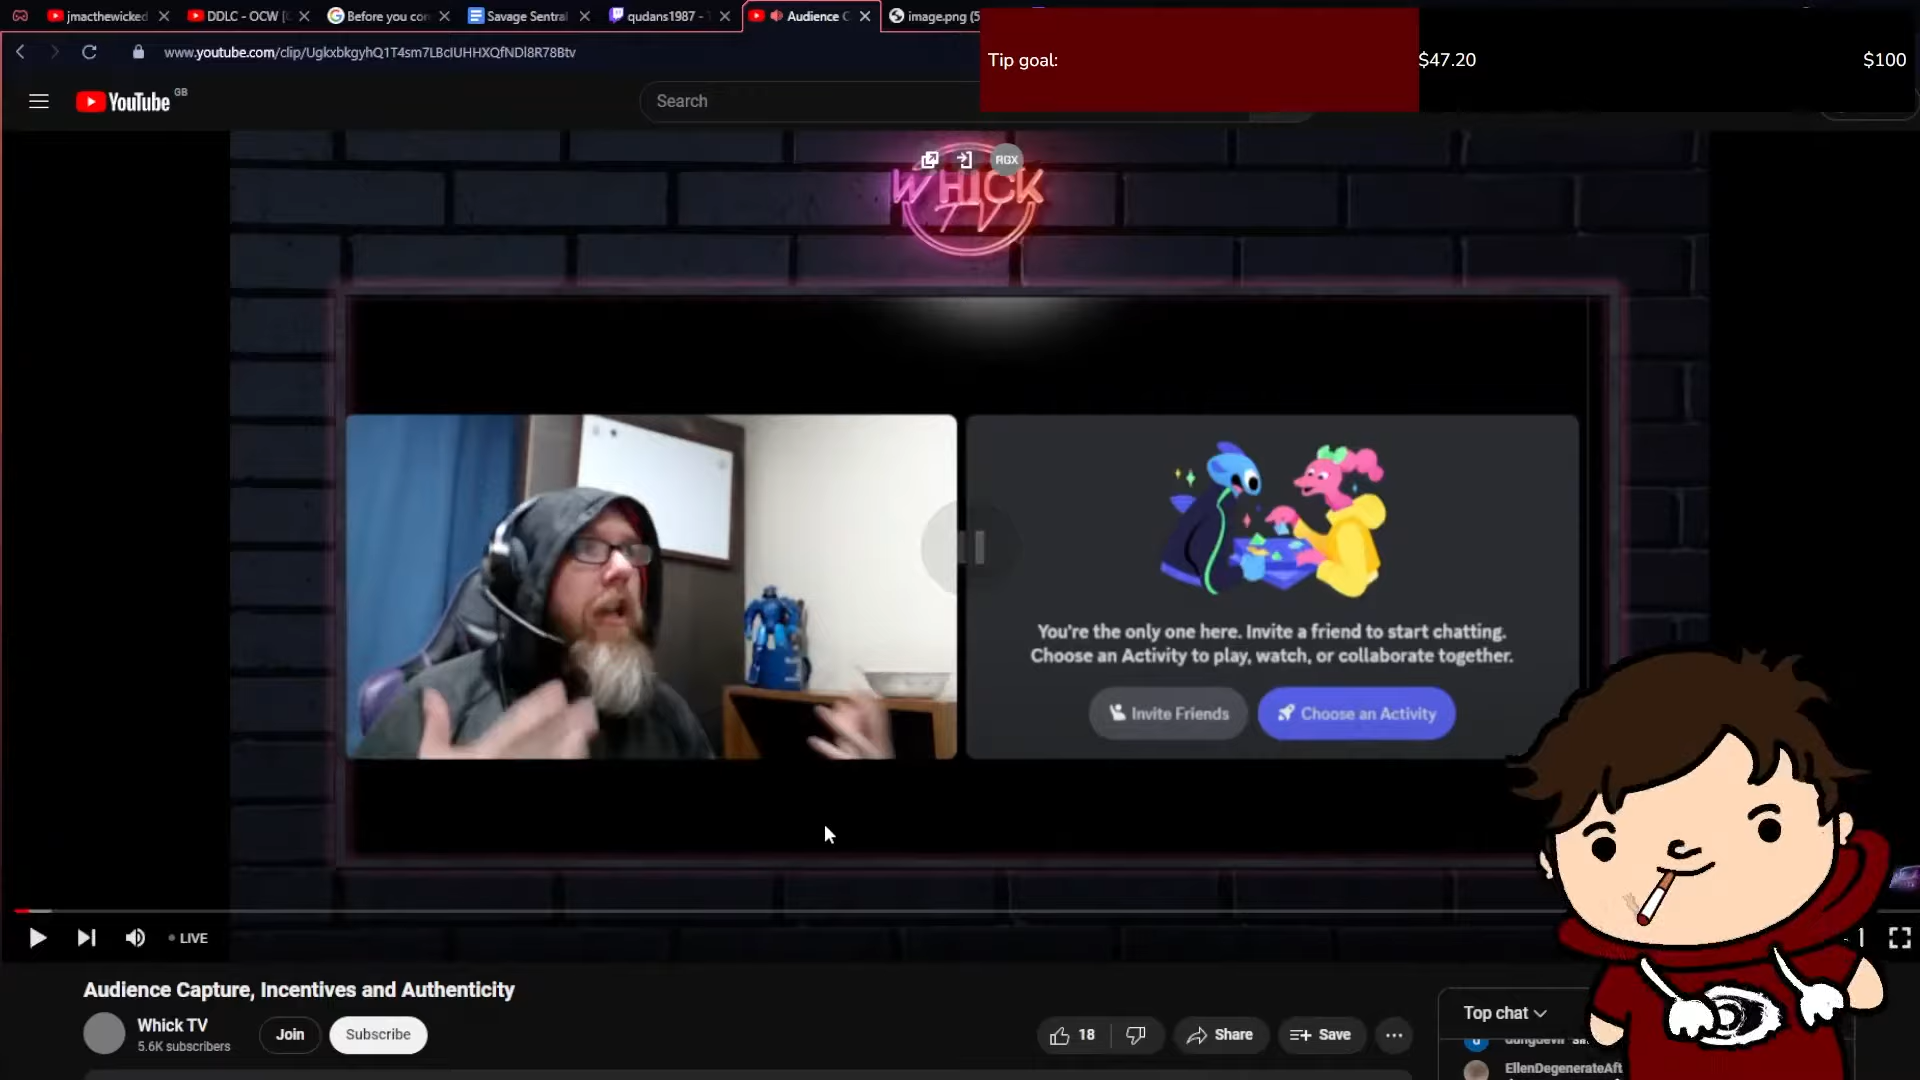 jmacthewicked
DDLC - OCW [
Before you con
Savage Sentral
qudans1987 - T
Audience C
image.png (5
www.youtube.com/clip/UgkxbkgyhQ1T4sm7LBcIUHHXQfNDl8R78Btv
Tip goal:
$47.20
$100
YouTube GB
Search
RGX
WHICK
TV
You're the only one here. Invite a friend to start chatting.
Choose an Activity to play, watch, or collaborate together.
Invite Friends
Choose an Activity
LIVE
Audience Capture, Incentives and Authenticity
Whick TV
5.6K subscribers
Join
Subscribe
18
Share
Save
Top chat
EllenDegenerateAft